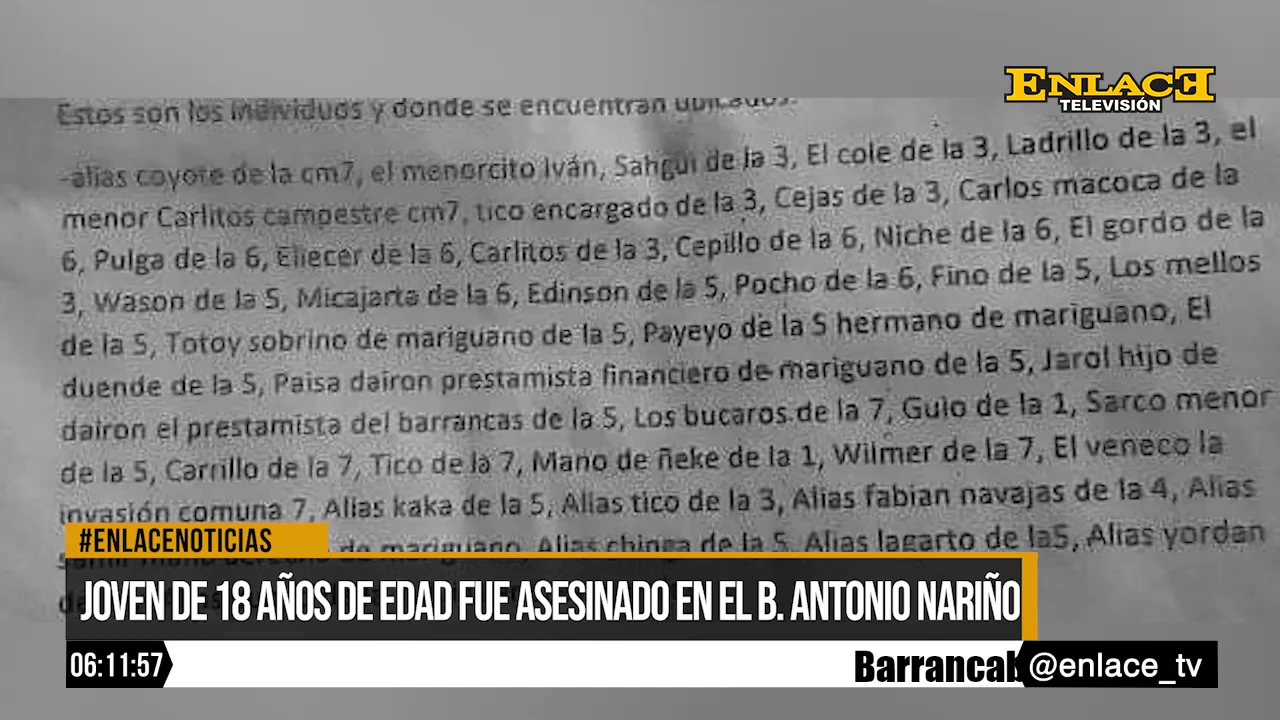 ENLACE
TELEVISIÓN
Estos son los individuos y donde se encuentran ubicados.
-alias coyote de la cm7, el menorcito Iván, Sahgui de la 3, El cole de la 3, Ladrillo de la 3, el
menor Carlitos campestre cm7, tico encargado de la 3, Cejas de la 3, Carlos macoca de la
6, Pulga de la 6, Eliecer de la 6, Carlitos de la 3, Cepillo de la 6, Niche de la 6, El gordo de la
3, Wason de la 5, Micajarta de la 6, Edinson de la 5, Pocho de la 6, Fino de la 5, Los mellos
de la 5, Totoy sobrino de mariguano de la 5, Payeyo de la 5 hermano de mariguano, El
duende de la 5, Paisa dairon prestamista financiero de mariguano de la 5, Jarol hijo de
dairon el prestamista del barrancas de la 5, Los bucaros de la 7, Guio de la 1, Sarco menor
de la 5, Carrillo de la 7, Tico de la 7, Mano de ñeke de la 1, Wilmer de la 7, El veneco la
invasión comuna 7, Alias kaka de la 5, Alias tico de la 3, Alias fabian navajas de la 4, Alias
de mariguano, Alias chinga de la 5, Alias lagarto de la5, Alias yordan
#ENLACENOTICIAS
JOVEN DE 18 AÑOS DE EDAD FUE ASESINADO EN EL B. ANTONIO NARIÑO
06:11:57
Barrancab
@enlace_tv